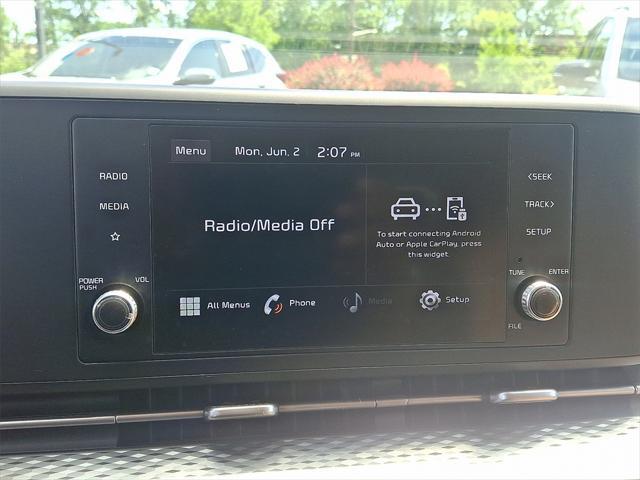 Menu Mon, Jun. 2 2:07 PM
RADIO
MEDIA
<SEEK
TRACK>
SETUP
Radio/Media Off
To start connecting Android
Auto or Apple CarPlay, press
this widget.
POWER
PUSH
VOL
TUNE
ENTER
FILE
All Menus Phone Media Setup